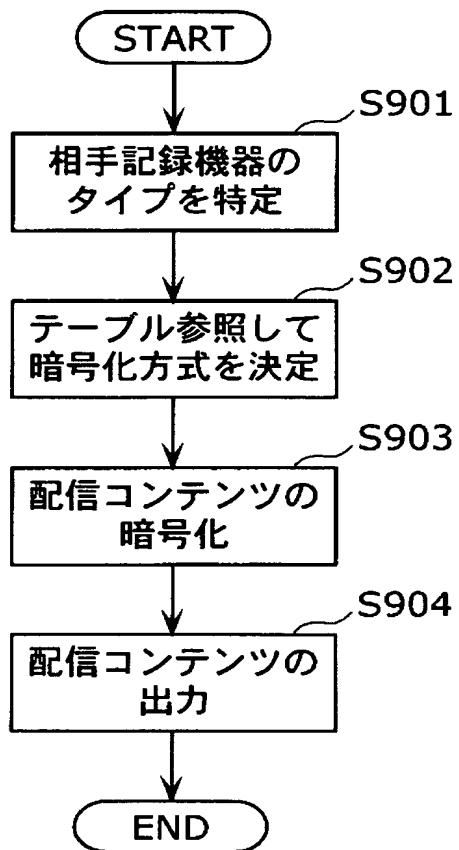 START
S901
相手記録機器の
タイプを特定
S902
テーブル参照して
暗号化方式を決定
S903
配信コンテンツの
暗号化
S904
配信コンテンツの
出力
END